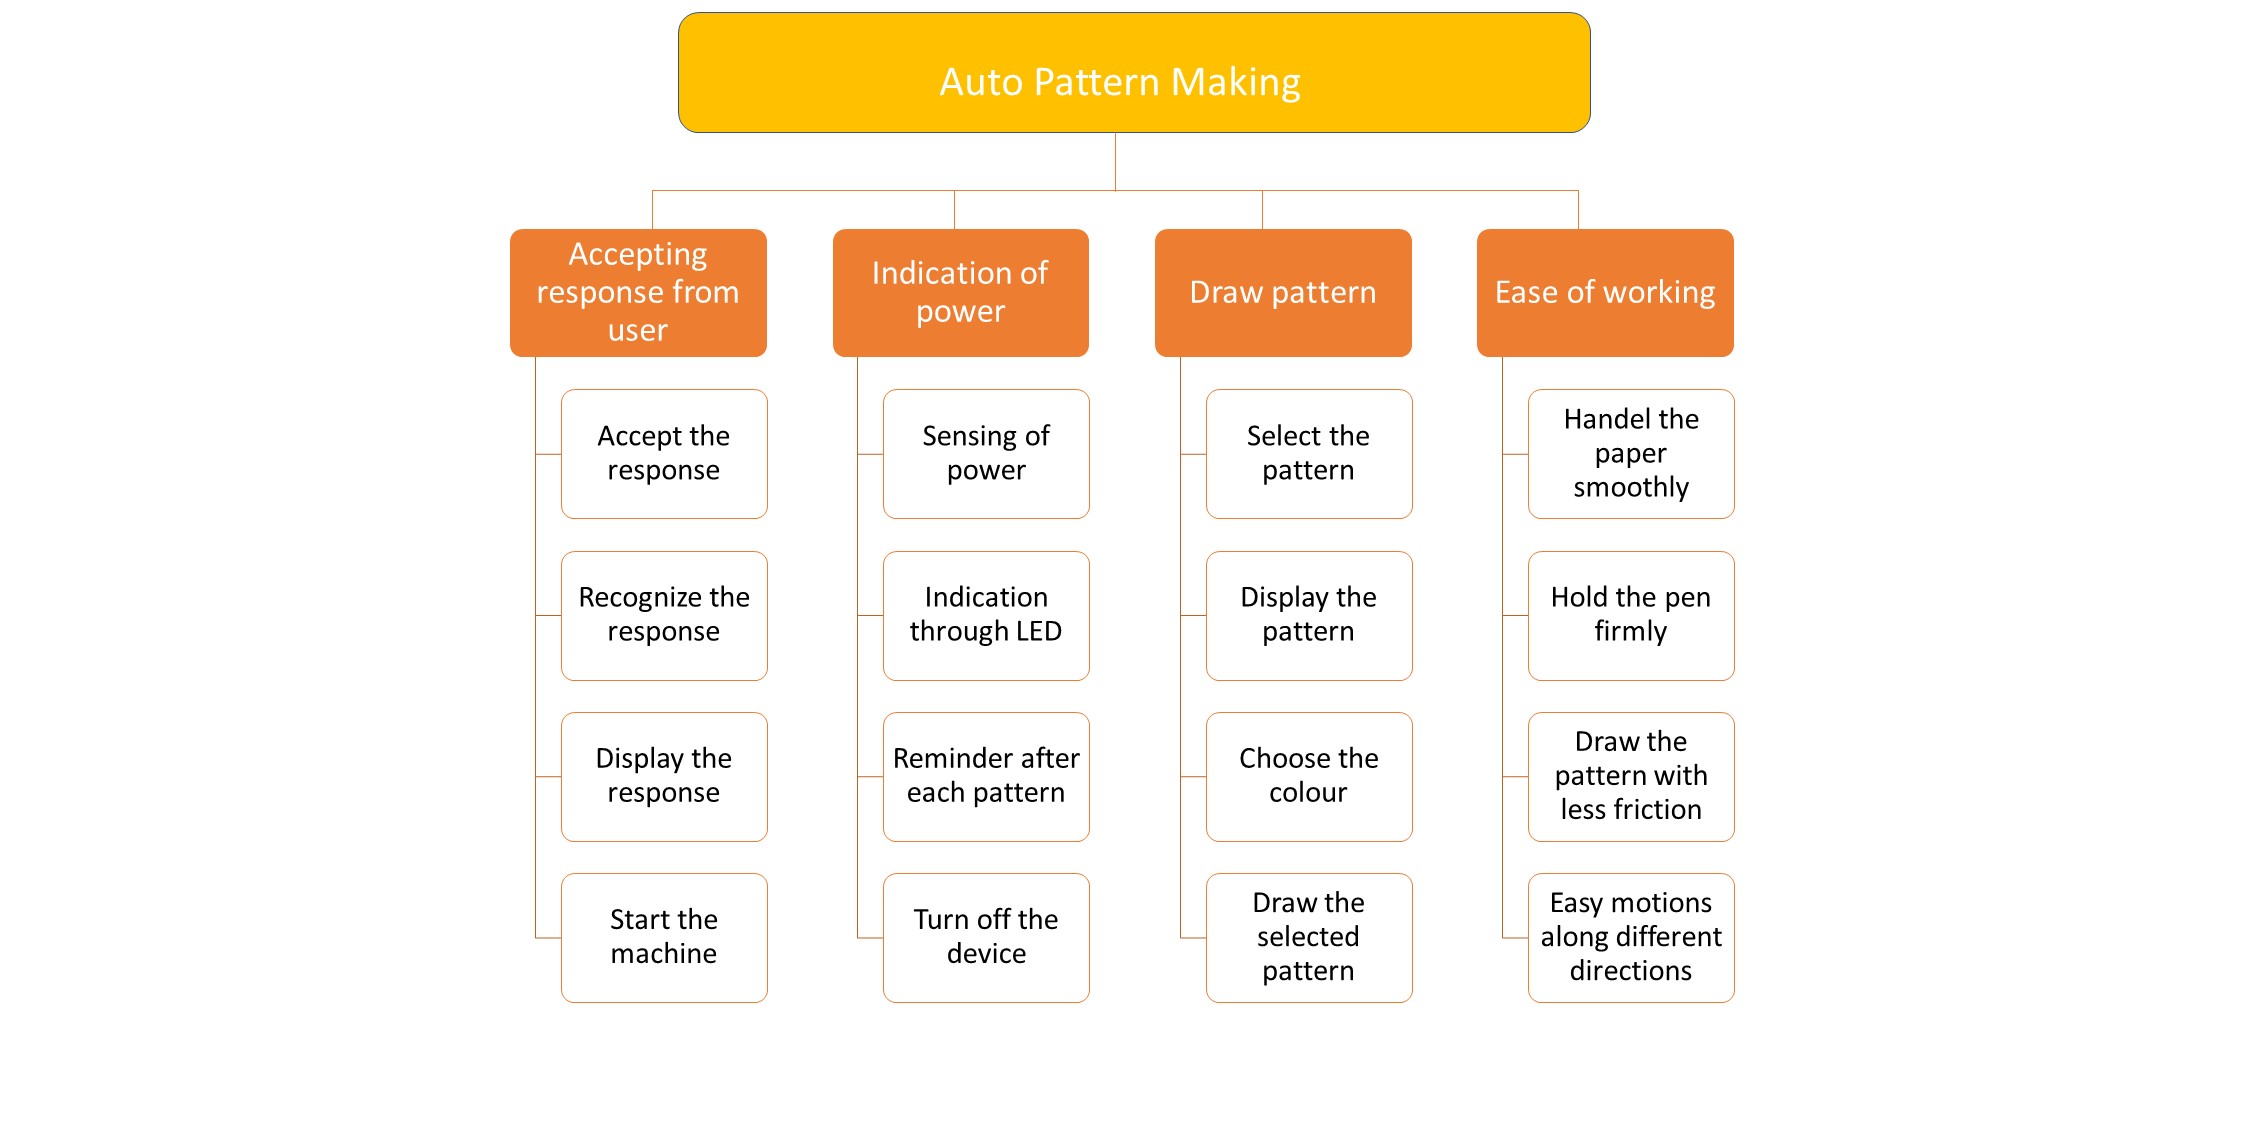 Auto Pattern Making
Accepting
response from
user
Accept the
response
Recognize the
response
Display the
response
Start the
machine
Indication of
power
Sensing of
power
Indication
through LED
Reminder after
each pattern
Turn off the
device
Draw pattern
Select the
pattern
Display the
pattern
Choose the
colour
Draw the
selected
pattern
Ease of working
Handel the
paper
smoothly
Hold the pen
firmly
Draw the
pattern with
less friction
Easy motions
along different
directions